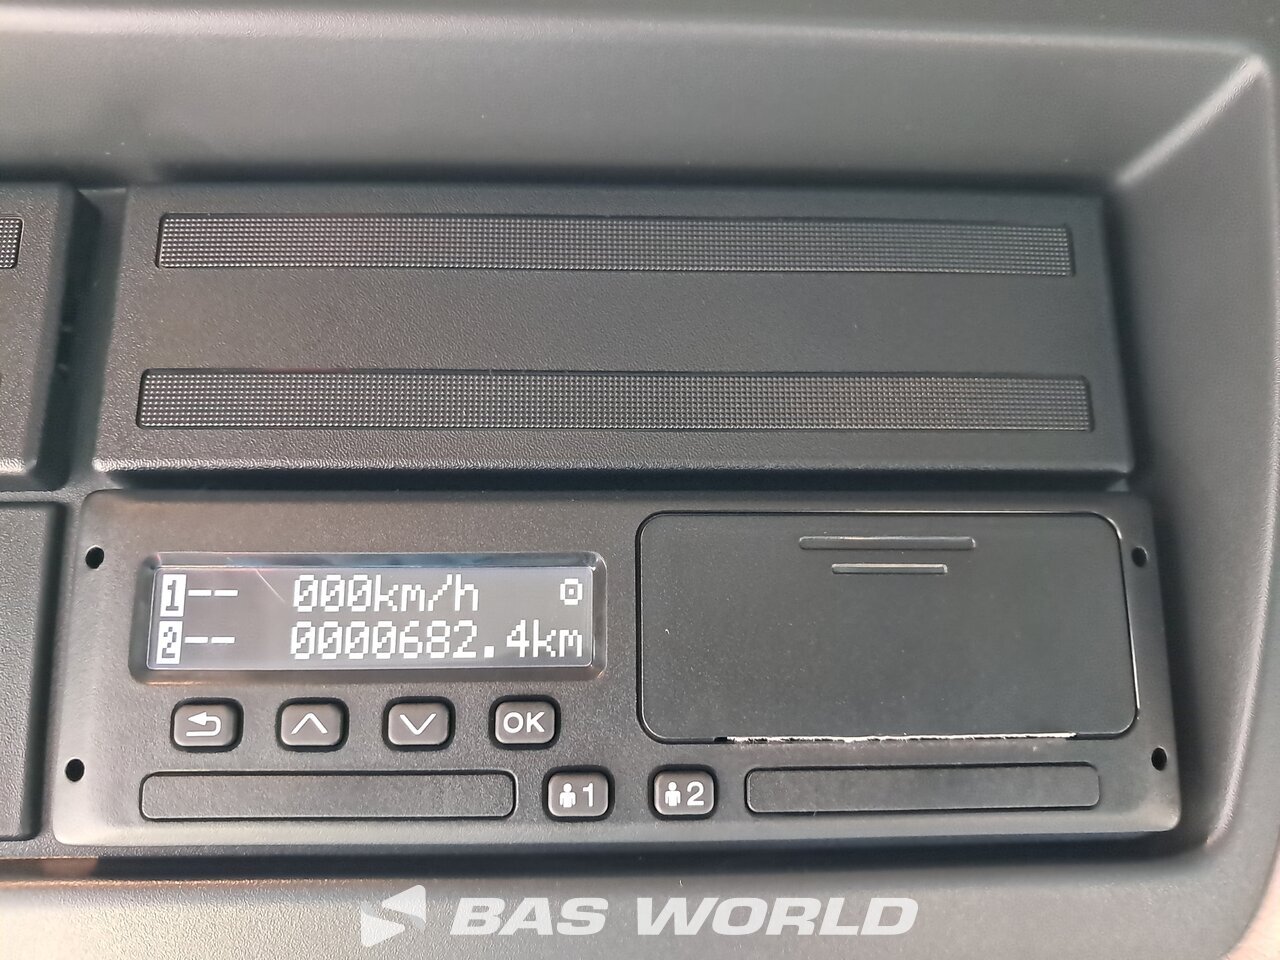 1-- 000km/h
2-- 0000682.4km
OK
1
2
BAS WORLD